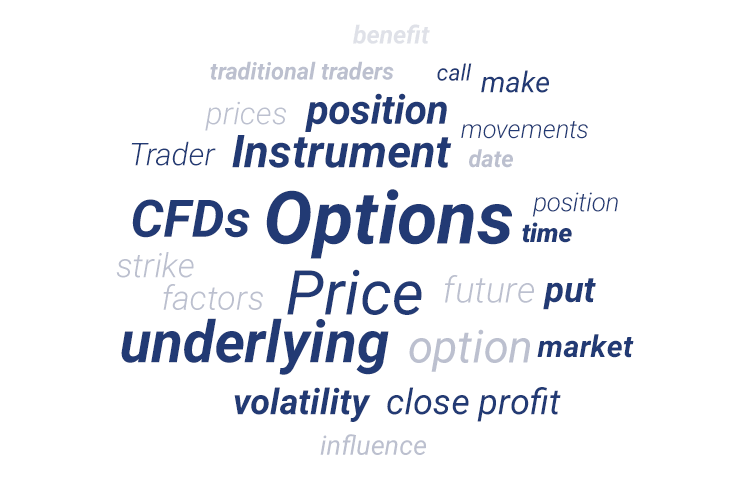 benefit
traditional traders call make
prices position movements
Trader Instrument date
CFDs Options position
time
strike
factors Price future put
underlying option market
volatility close profit
influence